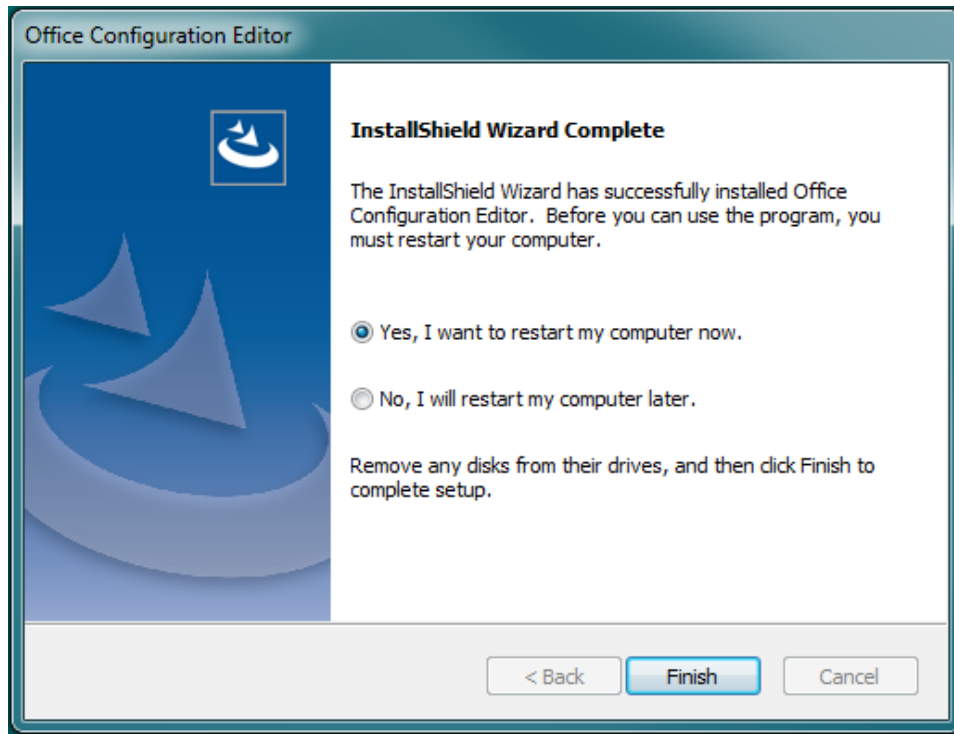 Office Configuration Editor
InstallShield Wizard Complete
The InstallShield Wizard has successfully installed Office
Configuration Editor.  Before you can use the program, you
must restart your computer.
Yes, I want to restart my computer now.
No, I will restart my computer later.
Remove any disks from their drives, and then click Finish to
complete setup.
< Back
Finish
Cancel